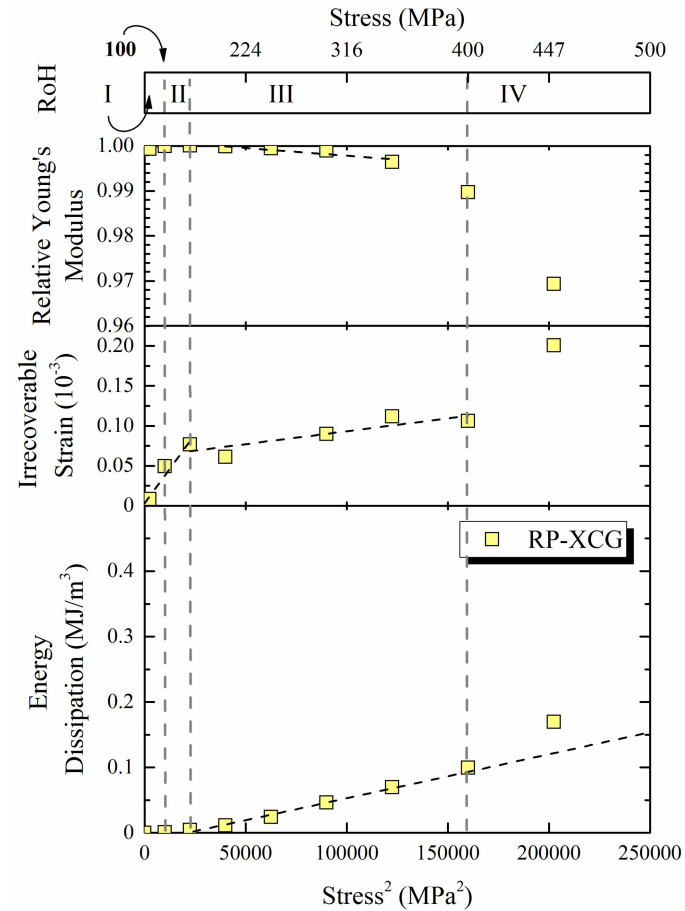 Stress (MPa)
100 224 316 400 447 500
RoH
I II III IV
Relative Young's
Modulus
1.00
0.99
0.98
0.97
0.96
Irrecoverable
Strain (10⁻³)
0.20
0.15
0.10
0.05
0
RP-XCG
Energy
Dissipation (MJ/m³)
0.4
0.3
0.2
0.1
0
0 50000 100000 150000 200000 250000
Stress² (MPa²)